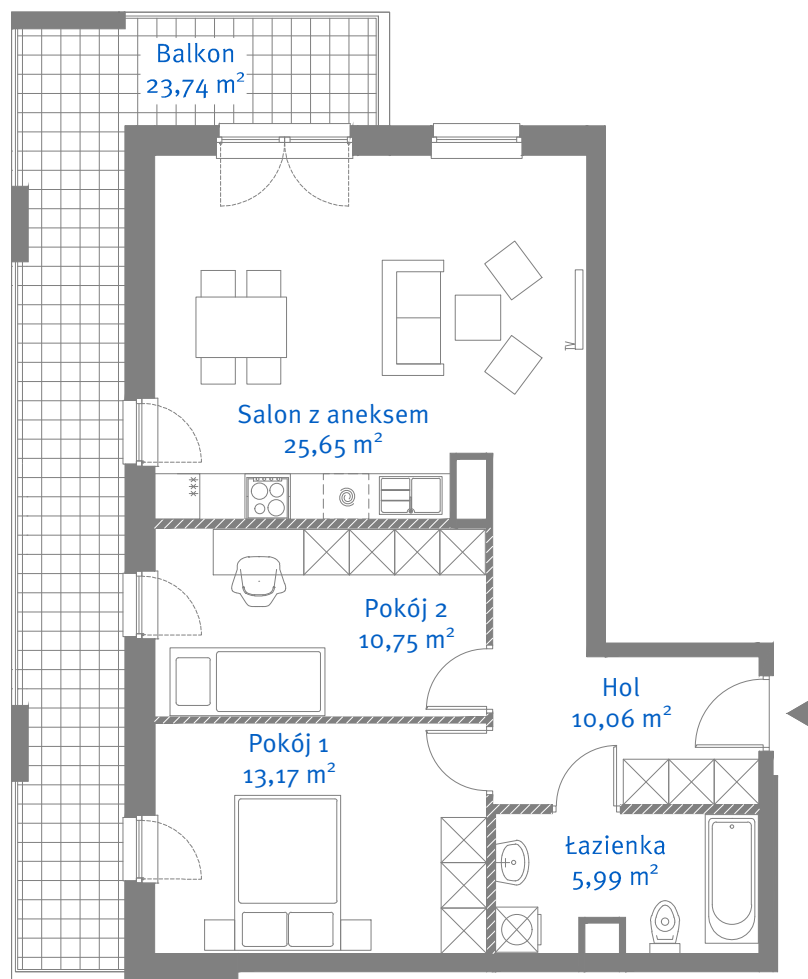 Balkon
23,74 m²
TV
Salon z aneksem
25,65 m²
Pokój 2
10,75 m²
Hol
10,06 m²
Pokój 1
13,17 m²
Łazienka
5,99 m²